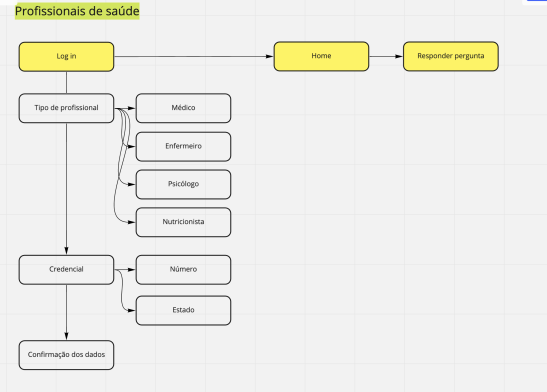 Profissionais de saúde
Log in
Home
Responder pergunta
Tipo de profissional
Médico
Enfermeiro
Psicólogo
Nutricionista
Credencial
Número
Estado
Confirmação dos dados